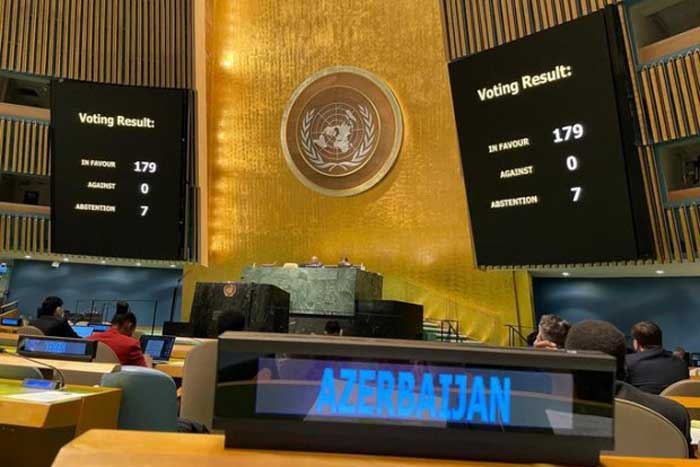 Voting Result:
IN FAVOUR 179
AGAINST 0
ABSTENTION 7
Voting Result:
IN FAVOUR 179
AGAINST 0
ABSTENTION 7
AZERBAIJAN